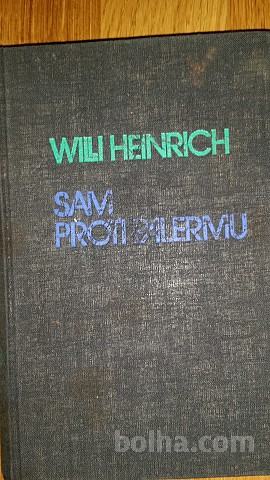 WILLI HEINRICH
SAM
PROTI PALERMU
bolha.com